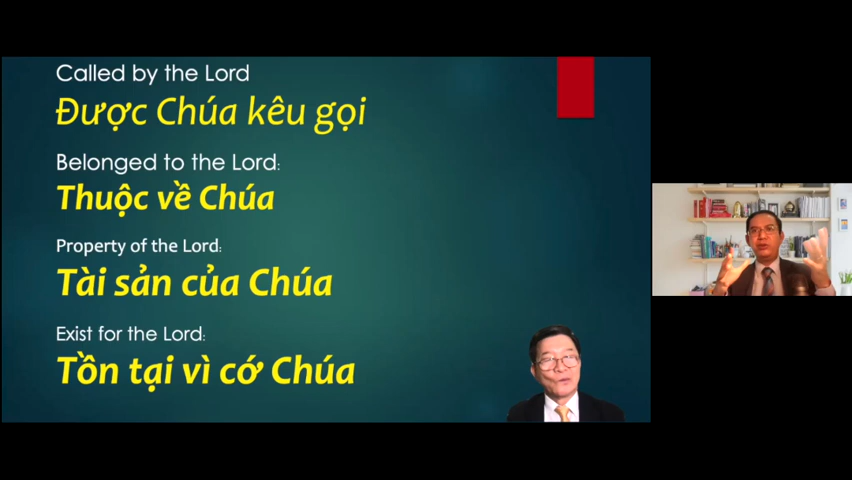 Called by the Lord
Được Chúa kêu gọi
Belonged to the Lord:
Thuộc về Chúa
Property of the Lord:
Tài sản của Chúa
Exist for the Lord:
Tồn tại vì cớ Chúa